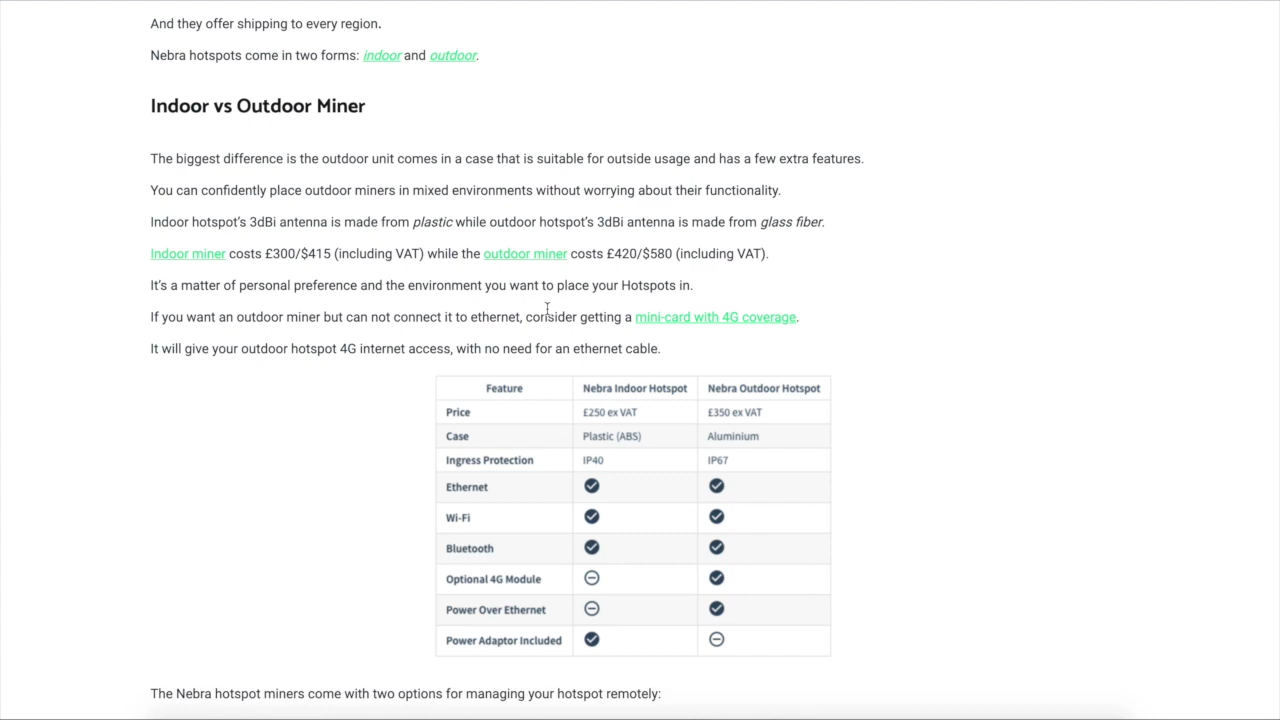 And they offer shipping to every region.
Nebra hotspots come in two forms: indoor and outdoor.
Indoor vs Outdoor Miner
The biggest difference is the outdoor unit comes in a case that is suitable for outside usage and has a few extra features.
You can confidently place outdoor miners in mixed environments without worrying about their functionality.
Indoor hotspot's 3dBi antenna is made from plastic while outdoor hotspot's 3dBi antenna is made from glass fiber.
Indoor miner costs £300/$415 (including VAT) while the outdoor miner costs £420/$580 (including VAT).
It's a matter of personal preference and the environment you want to place your Hotspots in.
If you want an outdoor miner but can not connect it to ethernet, consider getting a mini-card with 4G coverage.
It will give your outdoor hotspot 4G internet access, with no need for an ethernet cable.
Feature Nebra Indoor Hotspot Nebra Outdoor Hotspot
Price £250 ex VAT £350 ex VAT
Case Plastic (ABS) Aluminium
Ingress Protection IP40 IP67
Ethernet
Wi-Fi
Bluetooth
Optional 4G Module
Power Over Ethernet
Power Adaptor Included
The Nebra hotspot miners come with two options for managing your hotspot remotely: